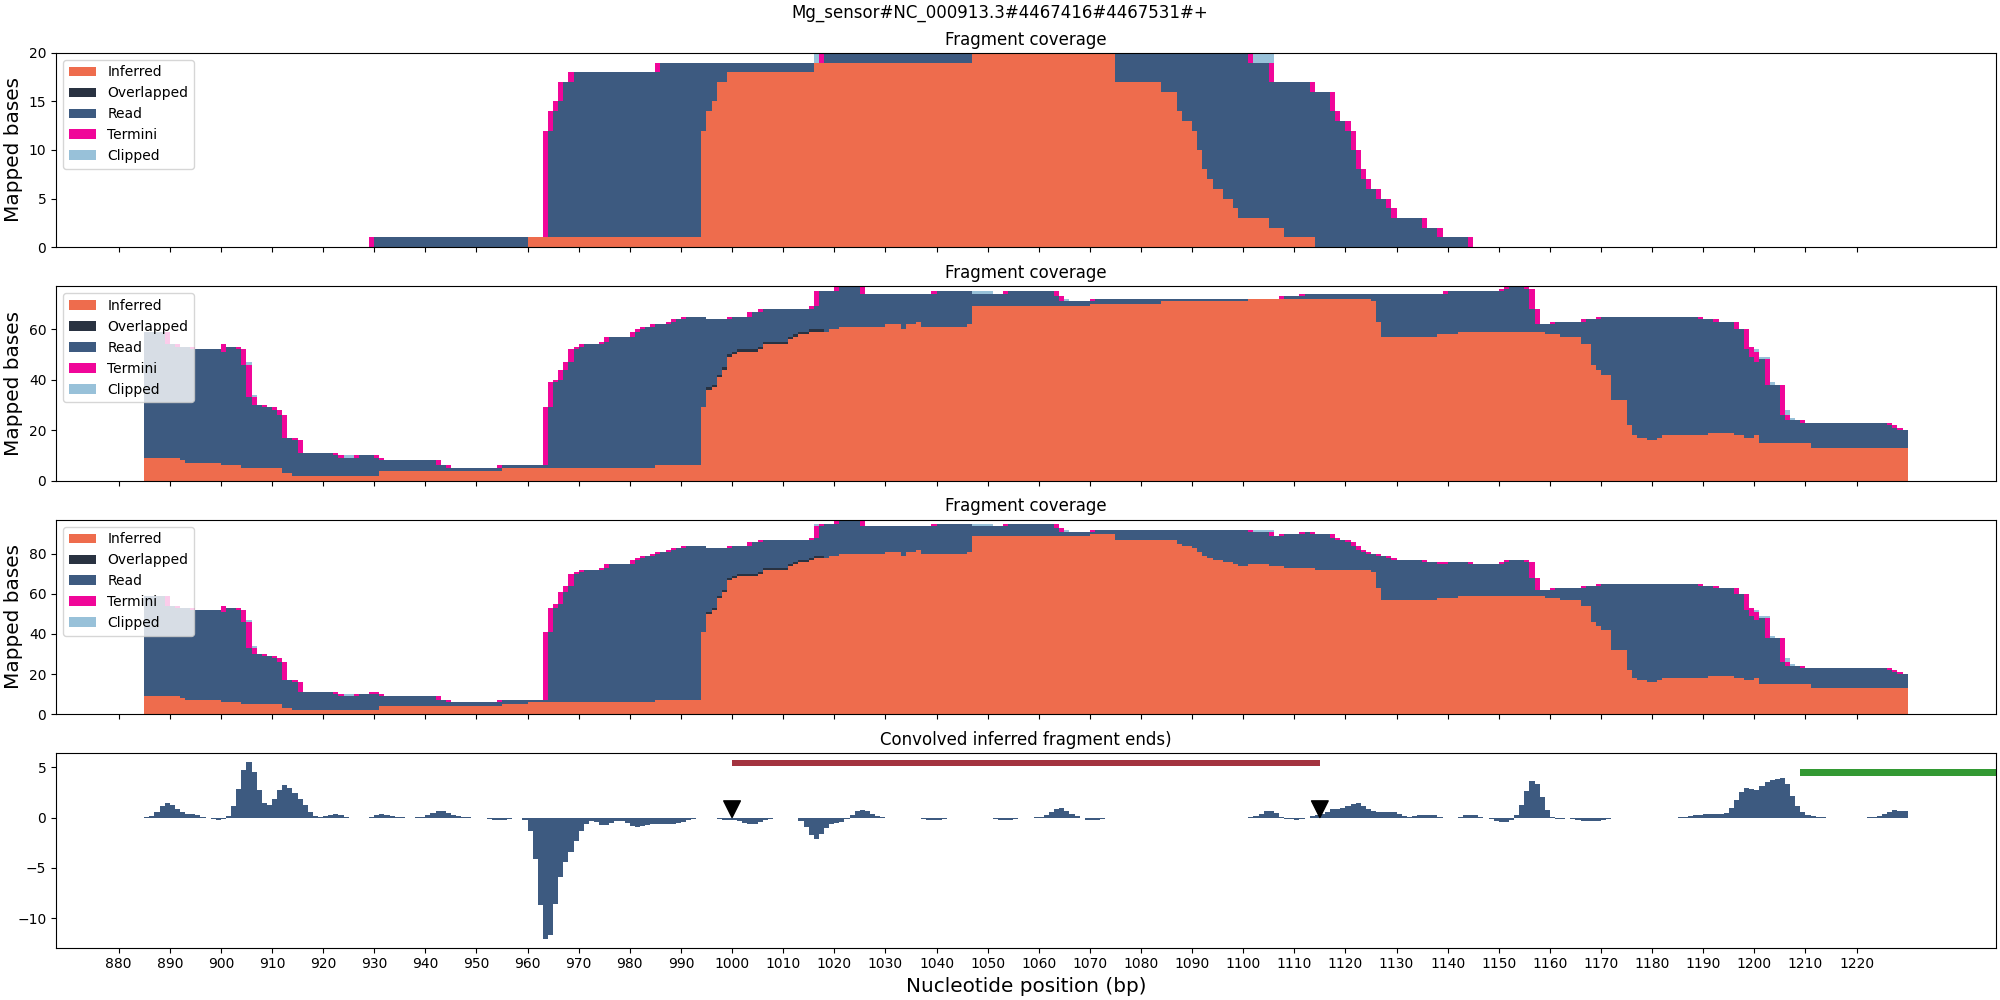 Mg_sensor#NC_000913.3#4467416#4467531#+
Fragment coverage
Mapped bases
20
15
10
5
0
Inferred
Overlapped
Read
Termini
Clipped
Fragment coverage
Mapped bases
60
40
20
0
Inferred
Overlapped
Read
Termini
Clipped
Fragment coverage
Mapped bases
80
60
40
20
0
Inferred
Overlapped
Read
Termini
Clipped
Convolved inferred fragment ends)
5
0
−5
−10
880 890 900 910 920 930 940 950 960 970 980 990 1000 1010 1020 1030 1040 1050 1060 1070 1080 1090 1100 1110 1120 1130 1140 1150 1160 1170 1180 1190 1200 1210 1220
Nucleotide position (bp)